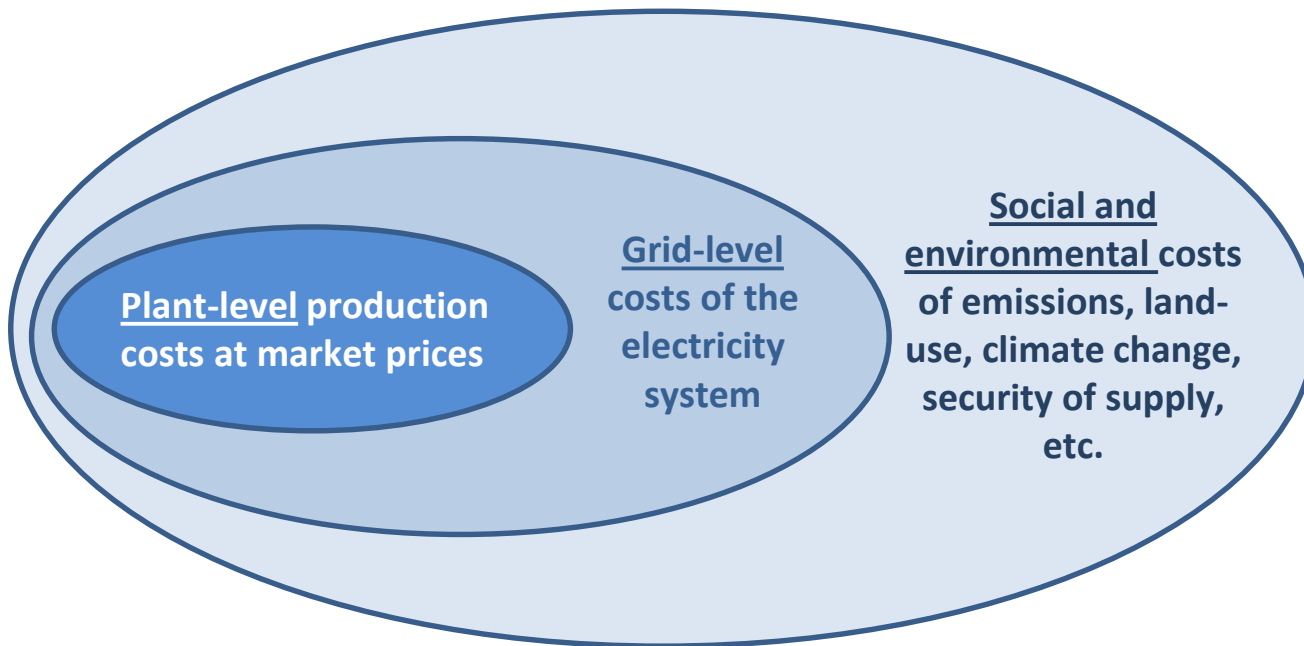 Plant-level production
costs at market prices
Grid-level
costs of the
electricity
system
Social and
environmental costs
of emissions, land-
use, climate change,
security of supply,
etc.